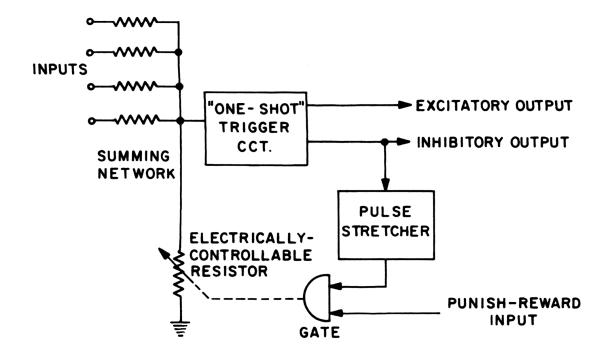 INPUTS
"ONE-SHOT"
TRIGGER
CCT.
EXCITATORY OUTPUT
INHIBITORY OUTPUT
SUMMING
NETWORK
PULSE
STRETCHER
ELECTRICALLY-
CONTROLLABLE
RESISTOR
GATE
PUNISH-REWARD
INPUT